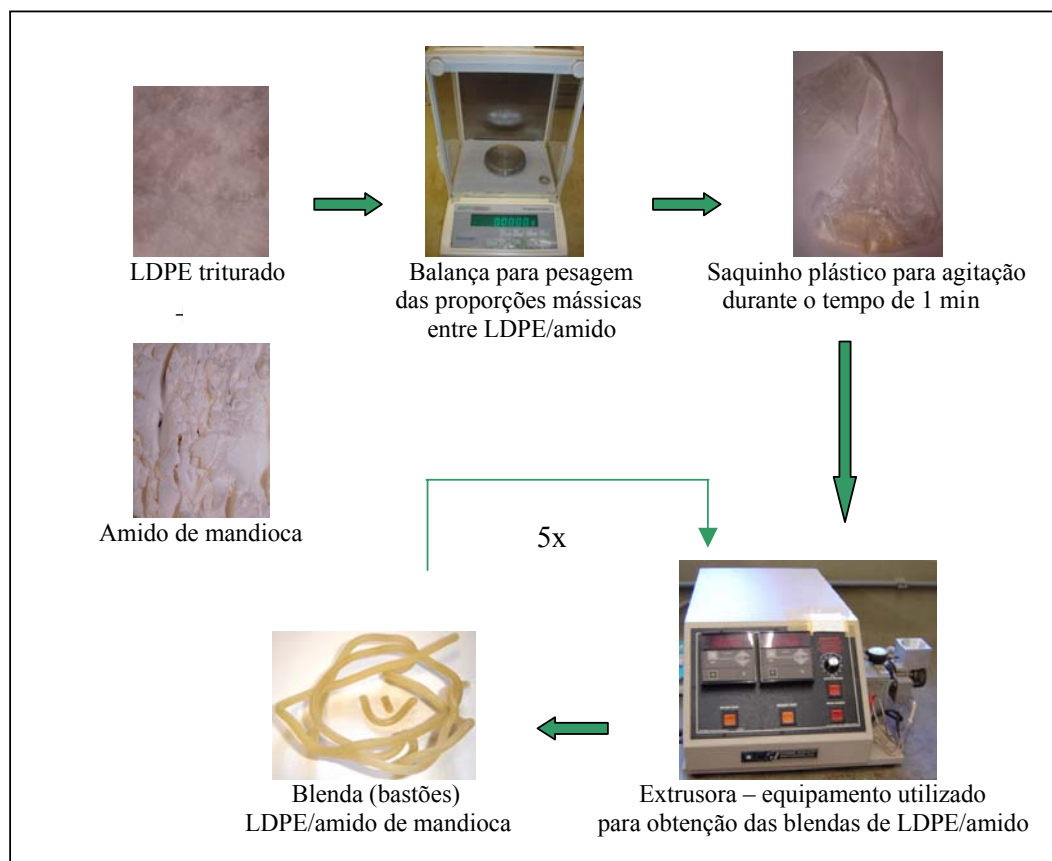 LDPE triturado
Balança para pesagem
das proporções mássicas
entre LDPE/amido
Saquinho plástico para agitação
durante o tempo de 1 min
Amido de mandioca
5x
Blenda (bastões)
LDPE/amido de mandioca
Extrusora – equipamento utilizado
para obtenção das blendas de LDPE/amido